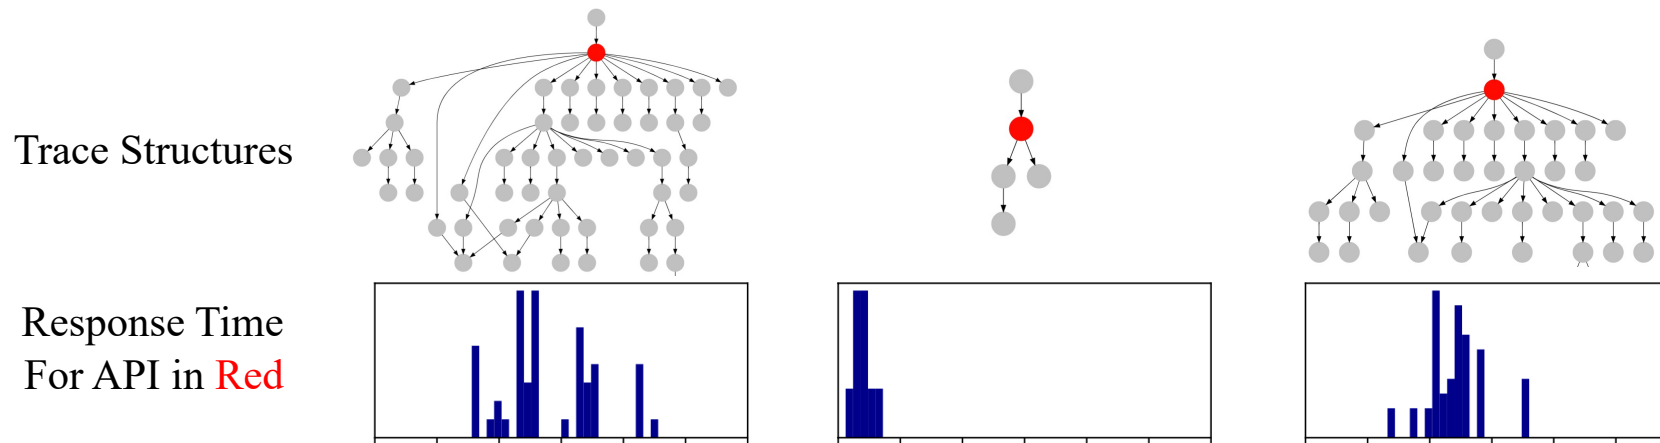 Trace Structures
Response Time
For API in Red